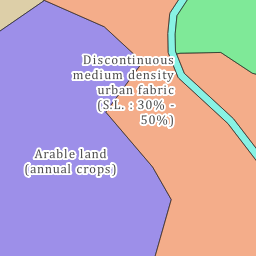 Discontinuous
medium density
urban fabric
(S.L. : 30% -
50%)
Arable land
(annual crops)